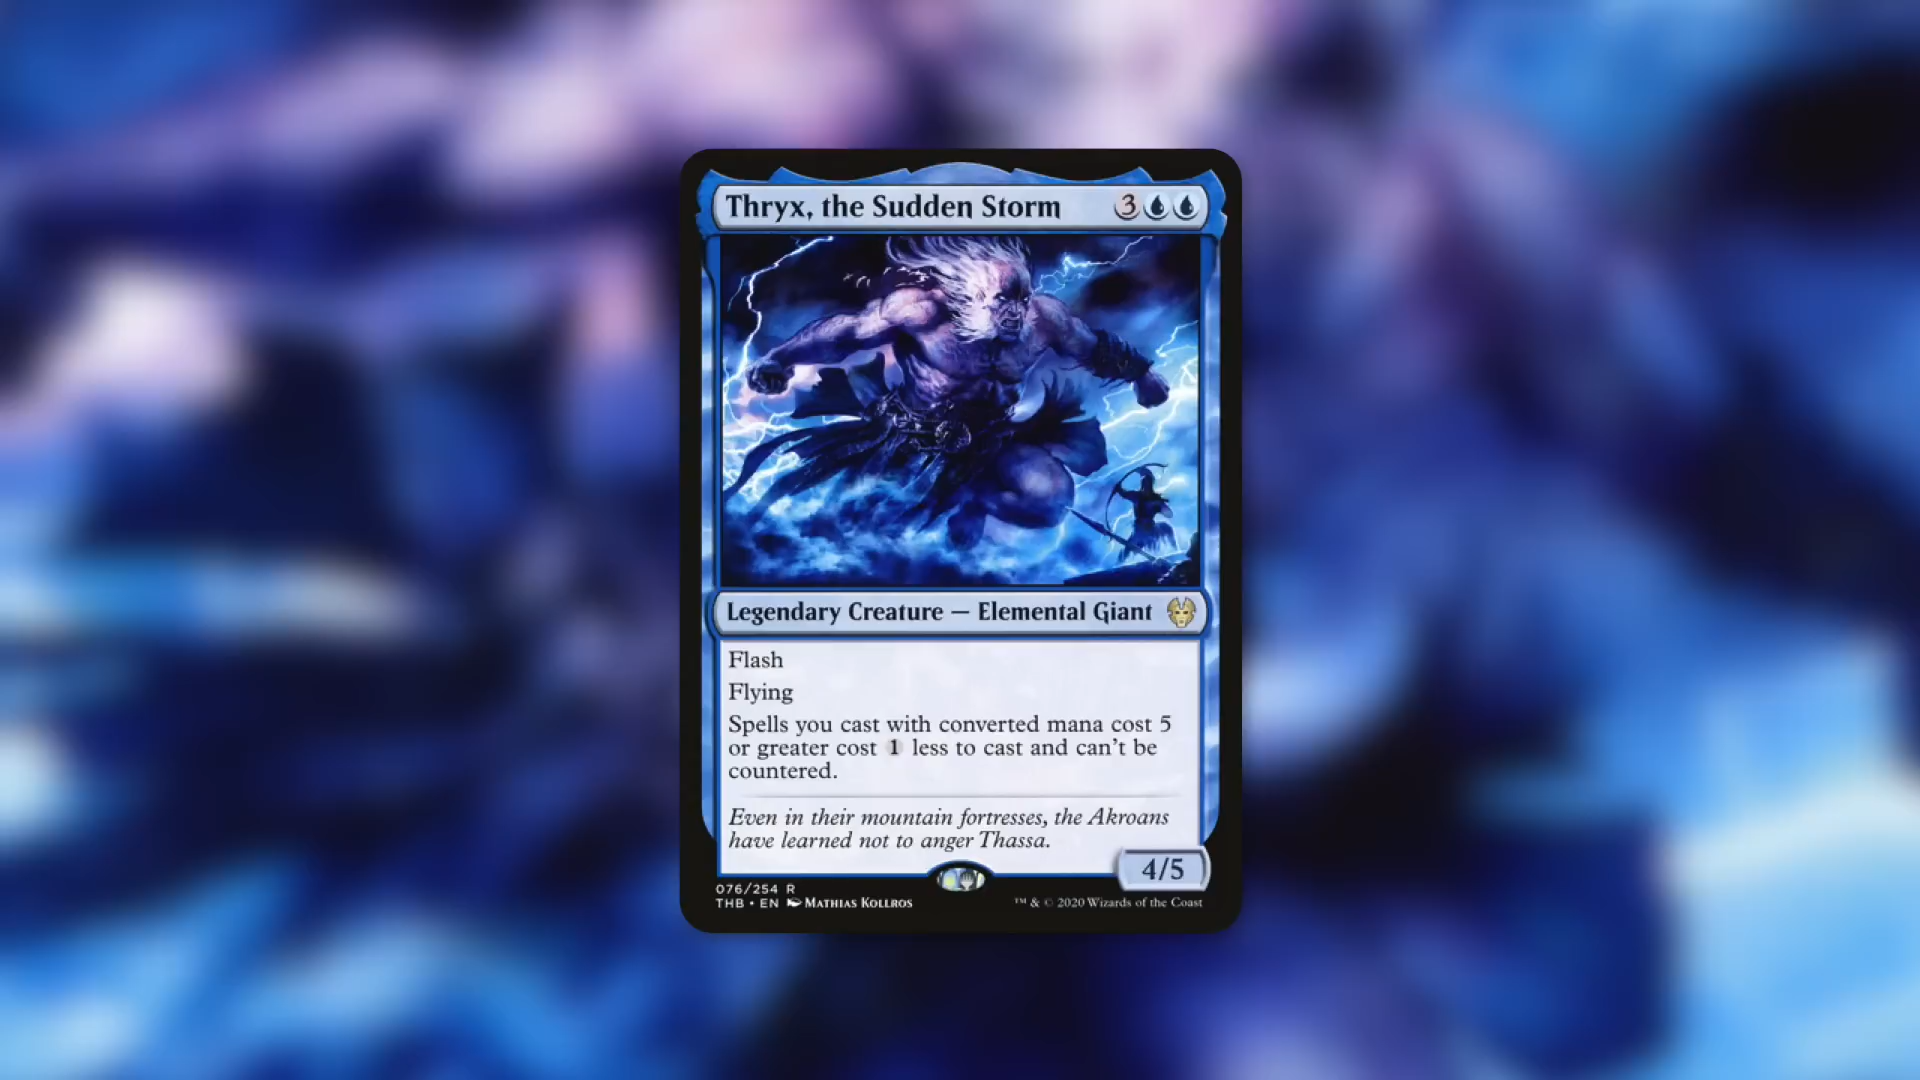 Thryx, the Sudden Storm 3
Legendary Creature — Elemental Giant
Flash
Flying
Spells you cast with converted mana cost 5
or greater cost 1 less to cast and can't be
countered.
Even in their mountain fortresses, the Akroans
have learned not to anger Thassa.
4/5
076/254 R
THB • EN Mathias Kollros
™ & © 2020 Wizards of the Coast